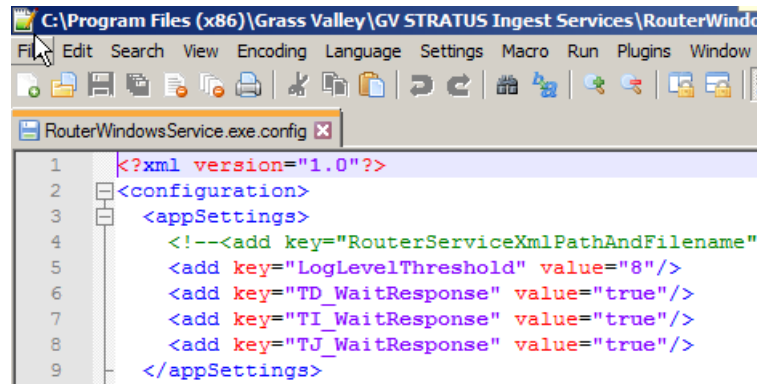 C:\Program Files (x86)\Grass Valley\GV STRATUS Ingest Services\RouterWindo
File Edit Search View Encoding Language Settings Macro Run Plugins Window
RouterWindowsService.exe.config
1 <?xml version="1.0"?>
2 <configuration>
3 <appSettings>
4 <!--<add key="RouterServiceXmlPathAndFilename"
5 <add key="LogLevelThreshold" value="8"/>
6 <add key="TD_WaitResponse" value="true"/>
7 <add key="TI_WaitResponse" value="true"/>
8 <add key="TJ_WaitResponse" value="true"/>
9 </appSettings>